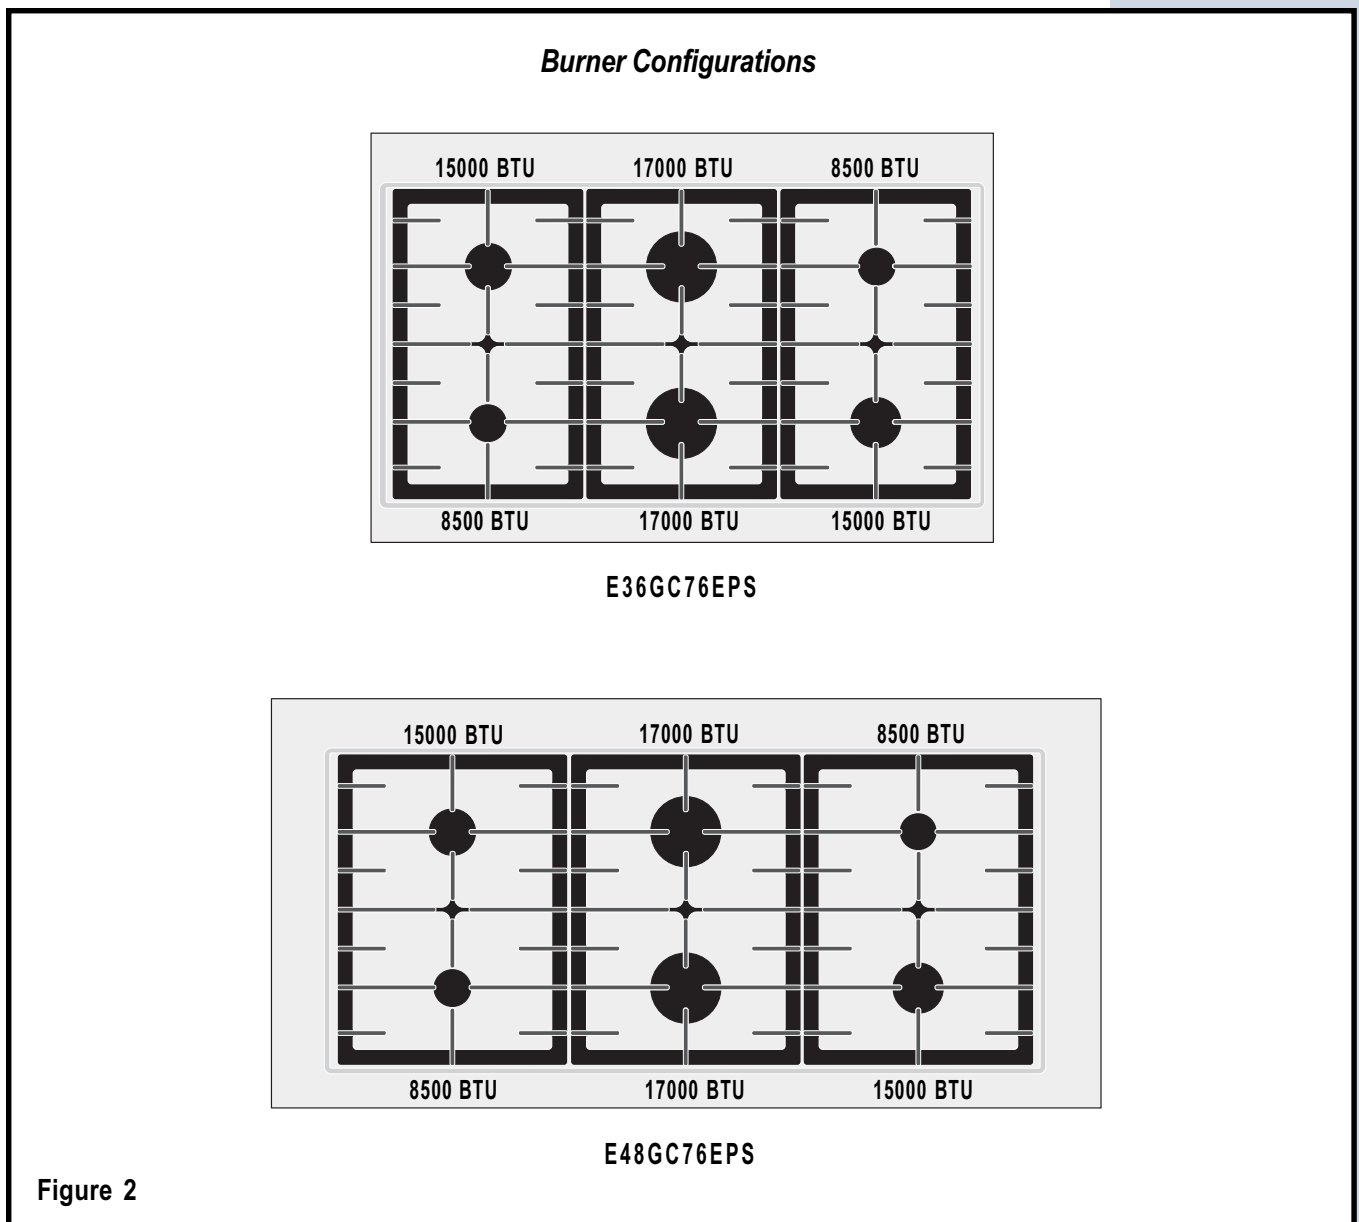 Burner Configurations
15000 BTU 17000 BTU 8500 BTU
8500 BTU 17000 BTU 15000 BTU
E36GC76EPS
15000 BTU 17000 BTU 8500 BTU
8500 BTU 17000 BTU 15000 BTU
E48GC76EPS
Figure 2